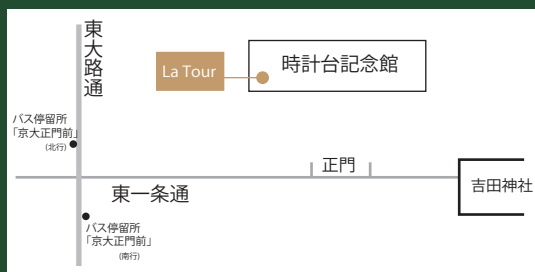 東大路通
La Tour
時計台記念館
バス停留所
「京大正門前」
(北行)
正門
吉田神社
東一条通
バス停留所
「京大正門前」
(南行)